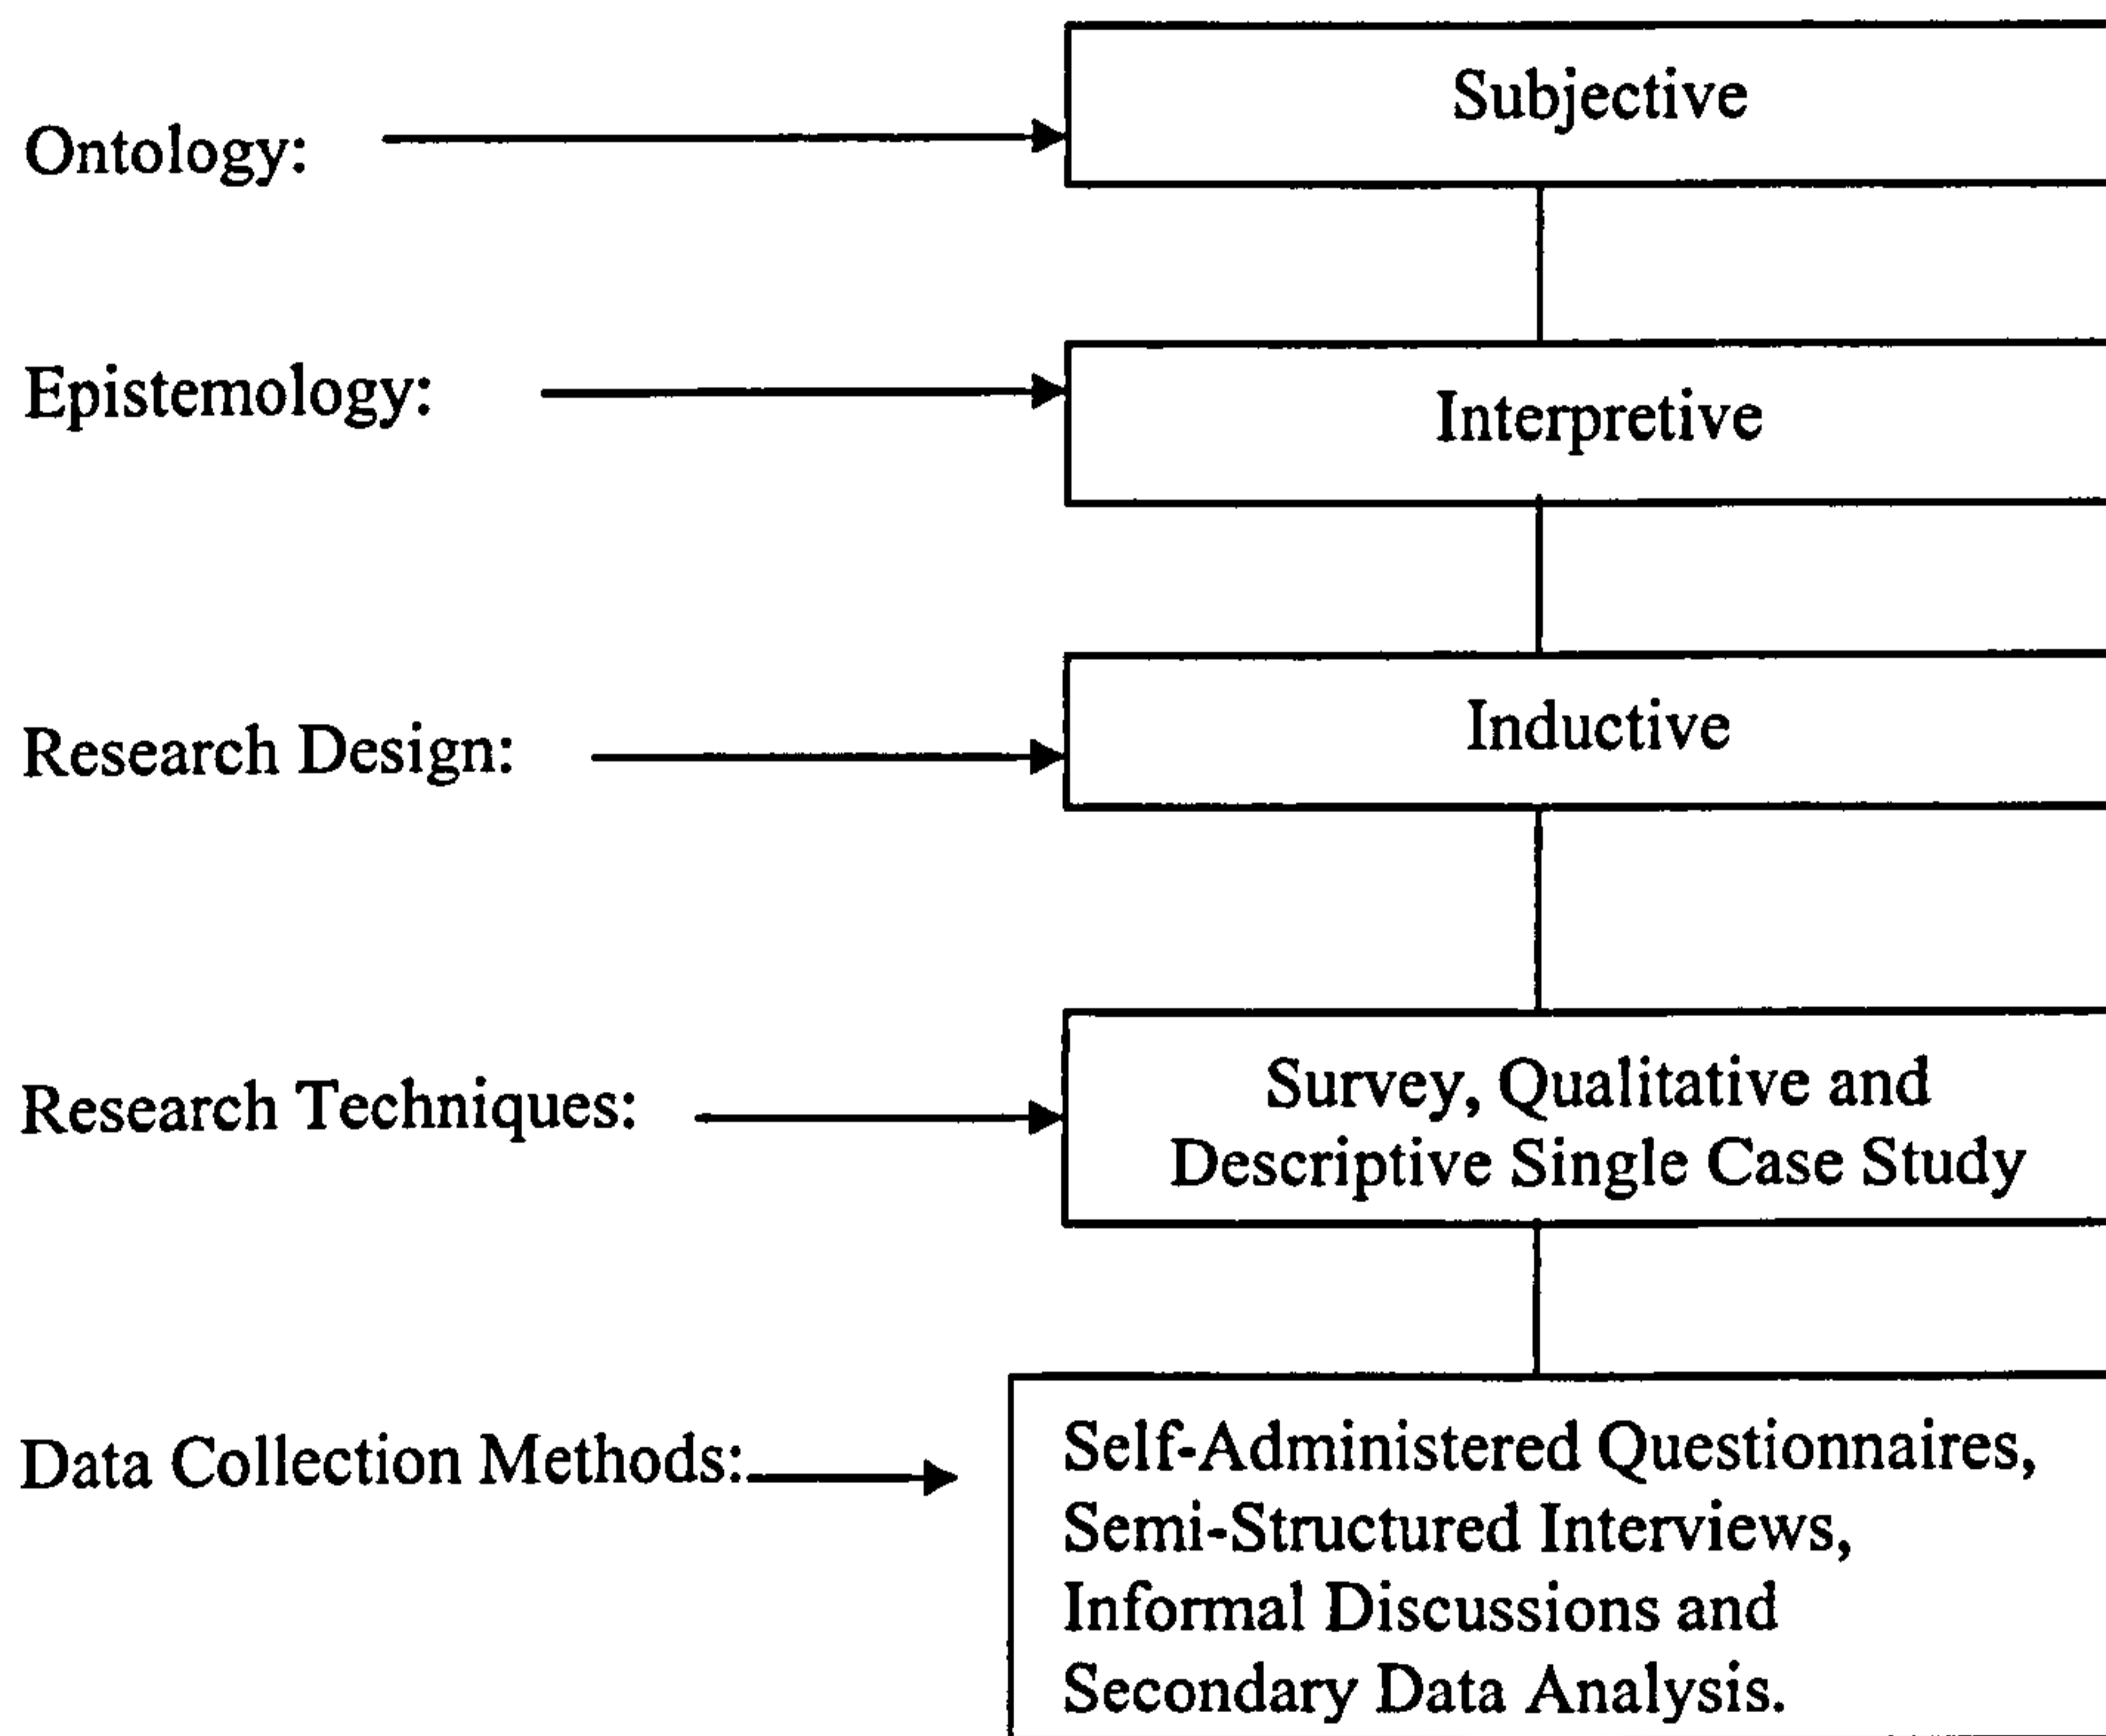 Ontology:
Subjective
Epistemology:
Interpretive
Research Design:
Inductive
Research Techniques:
Survey, Qualitative and
Descriptive Single Case Study
Data Collection Methods:
Self-Administered Questionnaires,
Semi-Structured Interviews,
Informal Discussions and
Secondary Data Analysis.